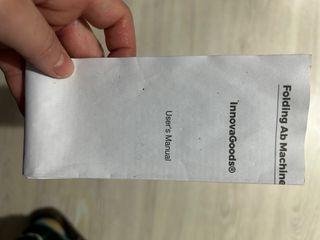 Folding Ab Machine
InnovaGoods®
User's Manual